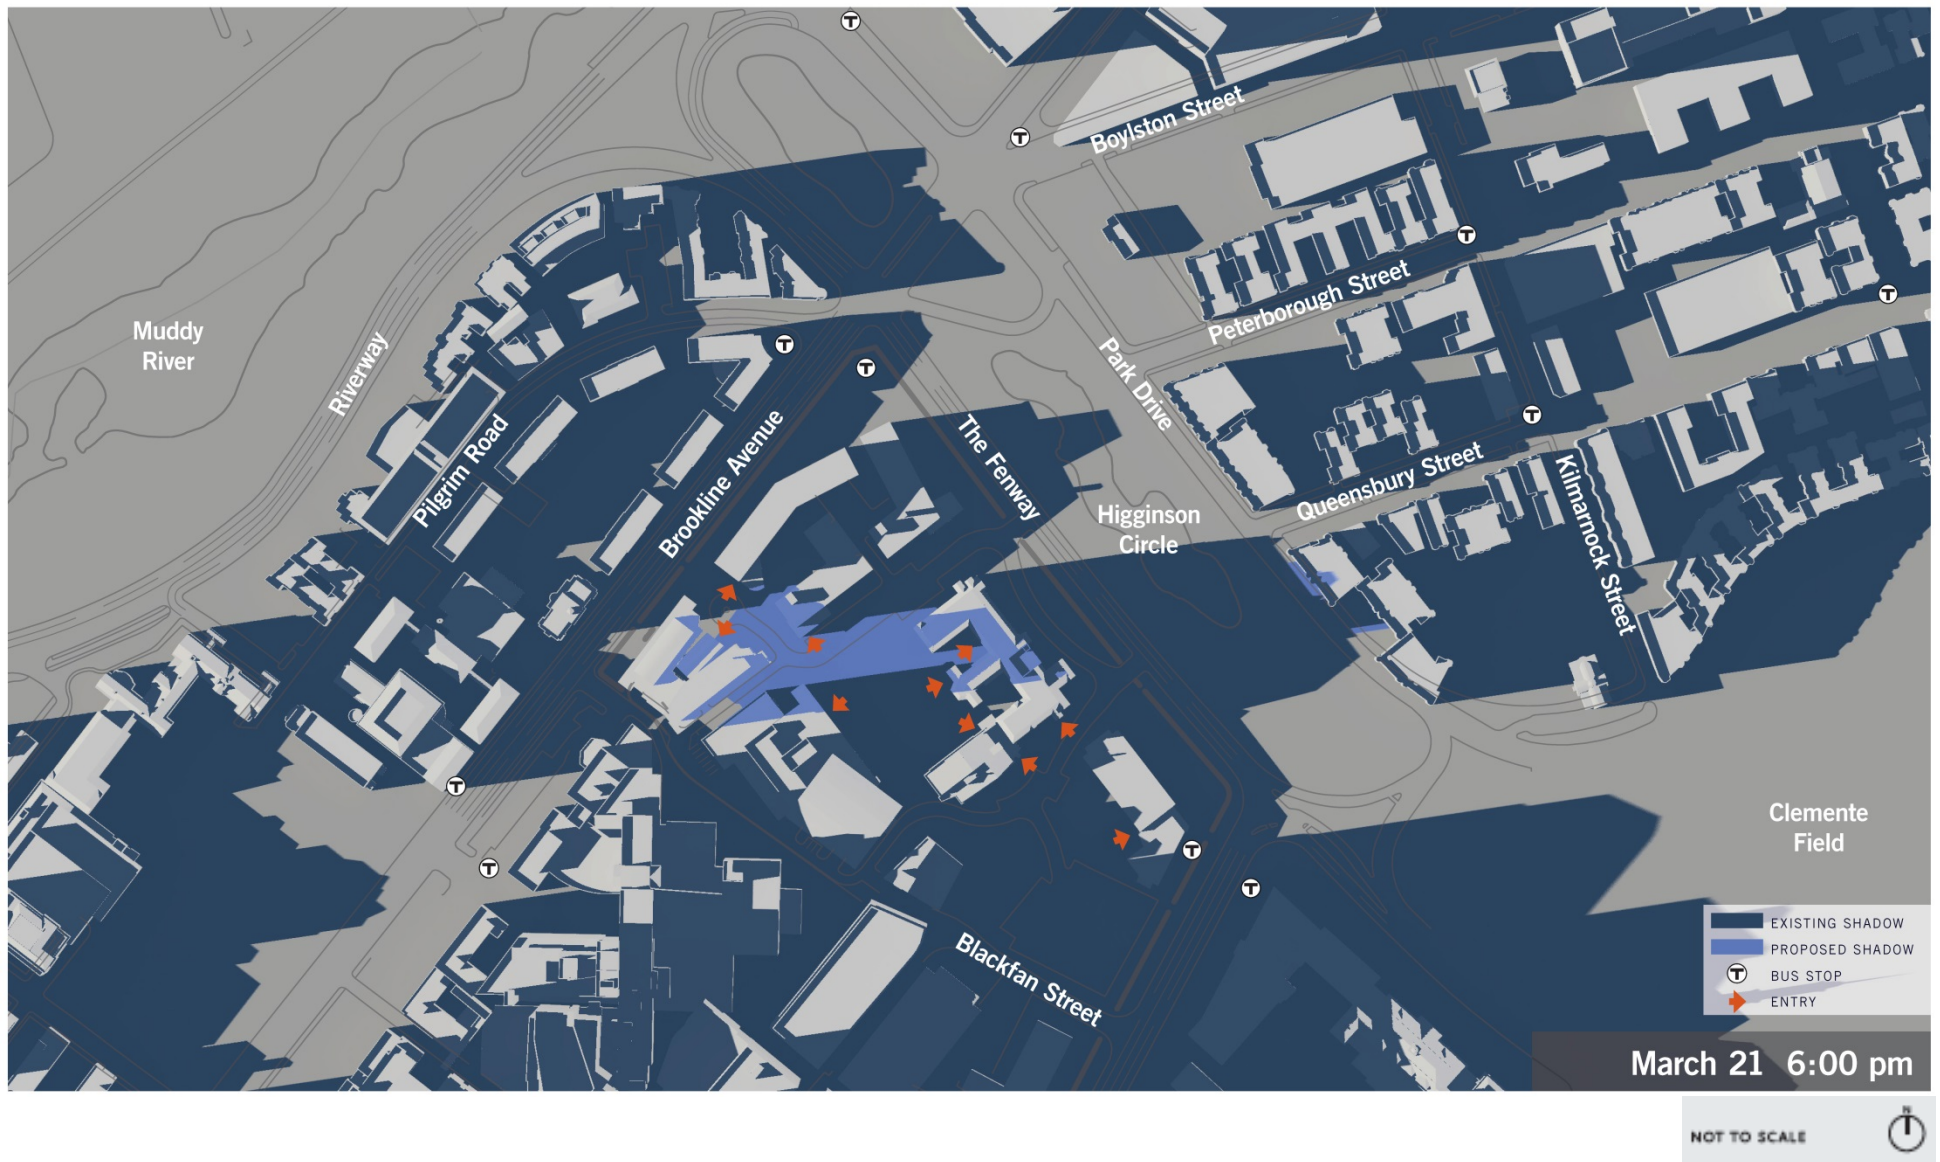 T
T
Boylston Street
T
Peterborough Street
T
Muddy
River
Riverway
T
T
Park Drive
T
Pilgrim Road
Brookline Avenue
The Fenway
Queensbury Street
Kilmarnock Street
Higginson
Circle
T
T
T
T
Clemente
Field
Blackfan Street
EXISTING SHADOW
PROPOSED SHADOW
T BUS STOP
ENTRY
March 21 6:00 pm
N
NOT TO SCALE